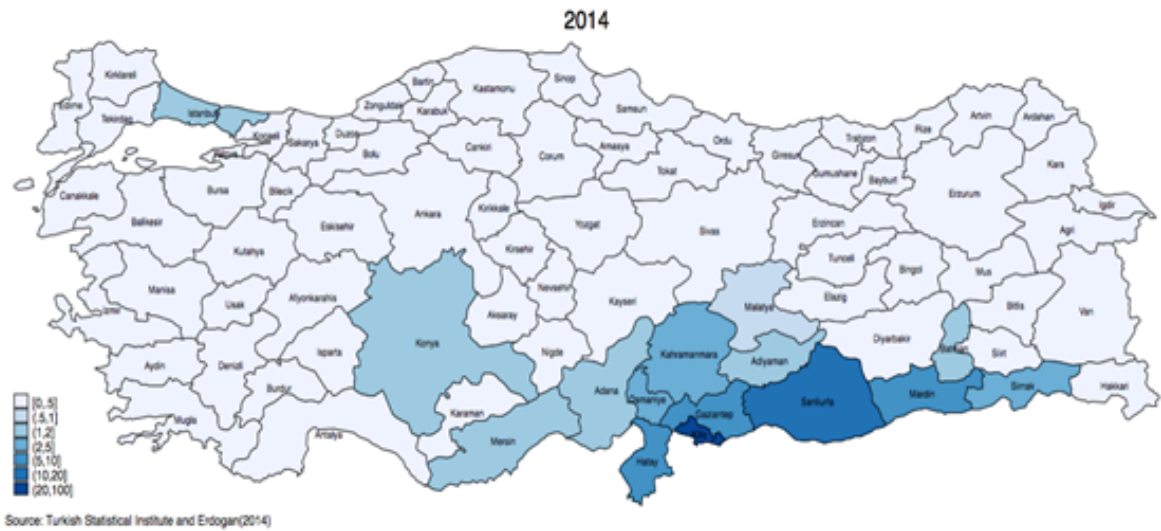 2014
Kirklareli
Edirne
Tekirdag
Istanbul
Kocaeli
Sakarya
Duzce
Zonguldak
Bartin
Karabuk
Kastamonu
Sinop
Samsun
Bolu
Cankiri
Corum
Amasya
Tokat
Ordu
Giresun
Trabzon
Rize
Artvin
Ardahan
Gumushane
Bayburt
Erzurum
Kars
Igdir
Agri
Canakkale
Balikesir
Bursa
Bilecik
Eskisehir
Ankara
Kirikkale
Kirsehir
Yozgat
Sivas
Erzincan
Tunceli
Bingol
Mus
Bitlis
Van
Kutahya
Manisa
Usak
Afyonkarahis
Izmir
Aydin
Denizli
Isparta
Burdur
Mugla
Antalya
Konya
Aksaray
Nevsehir
Nigde
Kayseri
Karaman
Mersin
Adana
Osmaniye
Kahramanmara
Malatya
Elazig
Adiyaman
Diyarbakir
Batman
Siirt
Sirnak
Hakkari
Mardin
Sanliurfa
Gaziantep
Hatay
[0,.5]
(.5,1]
(1,2]
(2,5]
(5,10]
(10,20]
(20,100]
Source: Turkish Statistical Institute and Erdogan(2014)